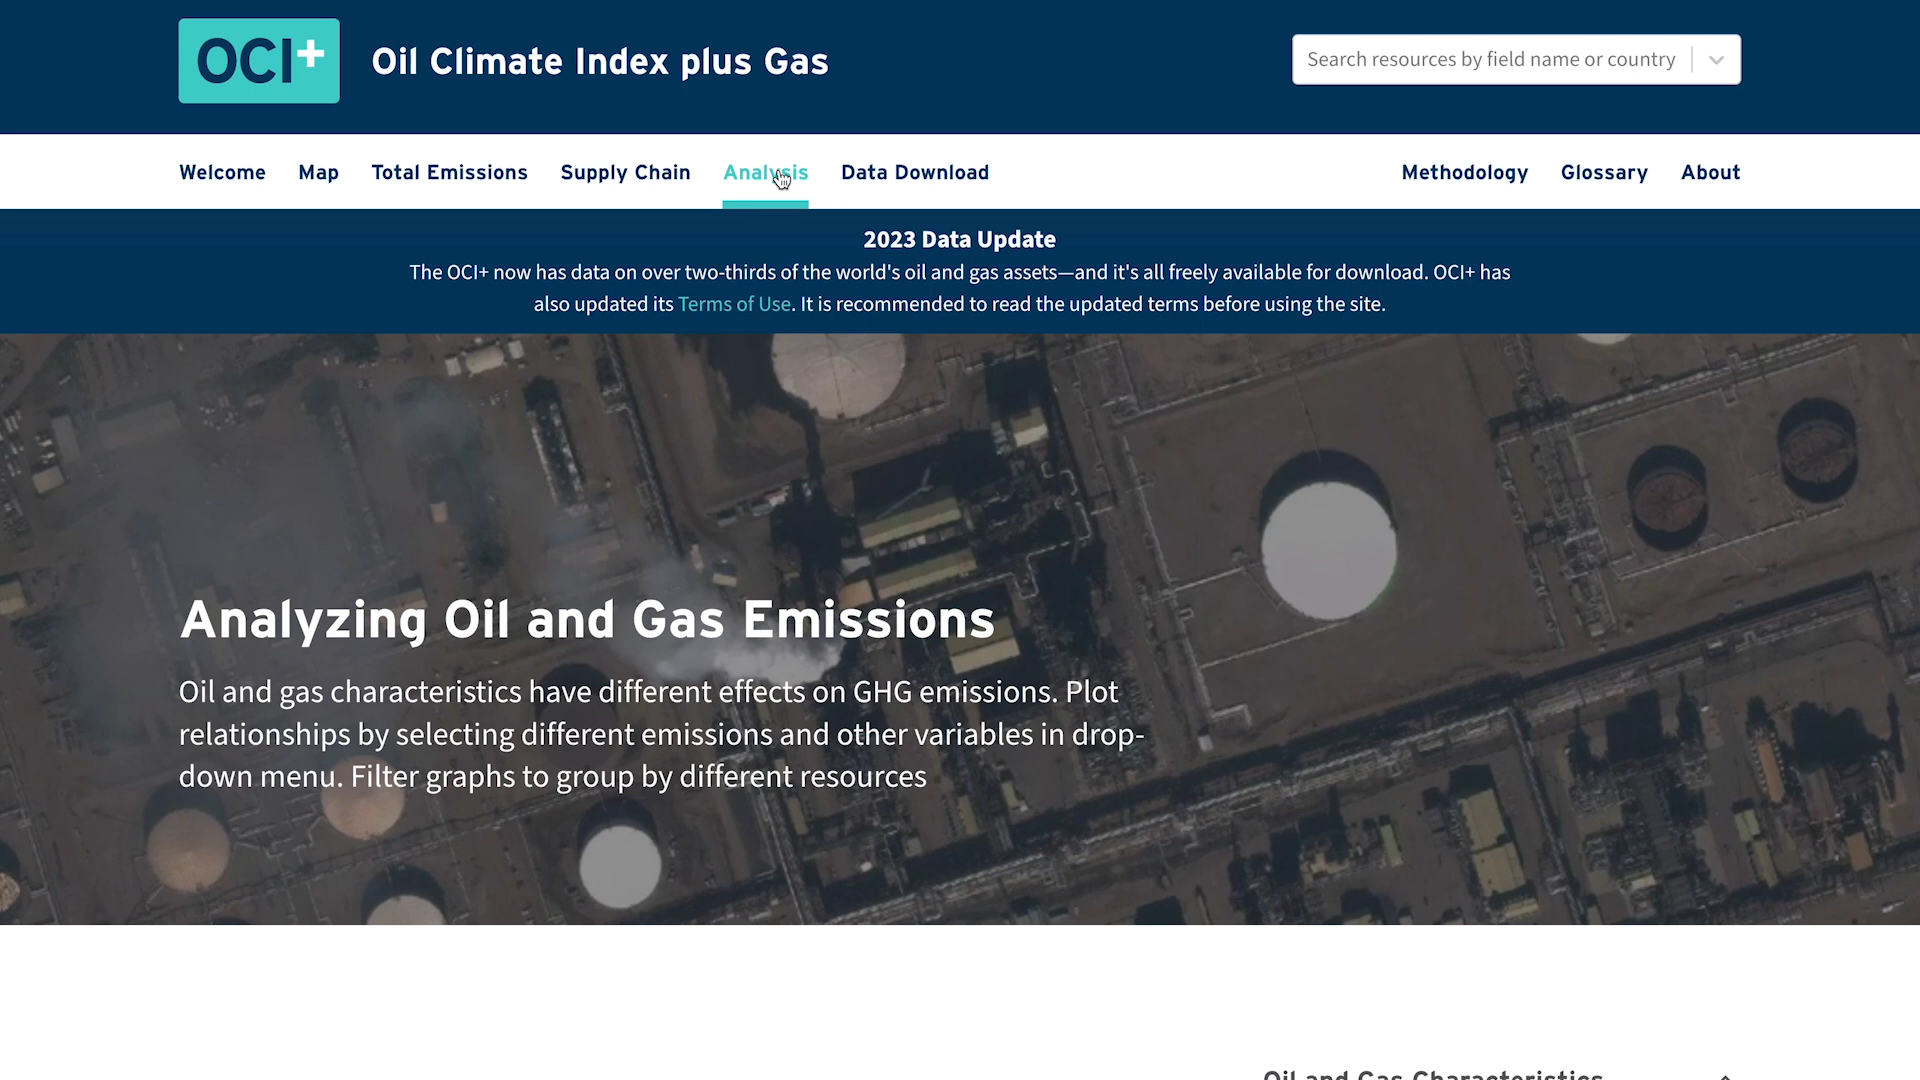 OCI+
Oil Climate Index plus Gas
Search resources by field name or country
Welcome
Map
Total Emissions
Supply Chain
Analysis
Data Download
Methodology
Glossary
About
2023 Data Update
The OCI+ now has data on over two-thirds of the world's oil and gas assets—and it's all freely available for download. OCI+ has
also updated its Terms of Use. It is recommended to read the updated terms before using the site.
Analyzing Oil and Gas Emissions
Oil and gas characteristics have different effects on GHG emissions. Plot
relationships by selecting different emissions and other variables in drop-
down menu. Filter graphs to group by different resources
Oil and Gas Characteristics